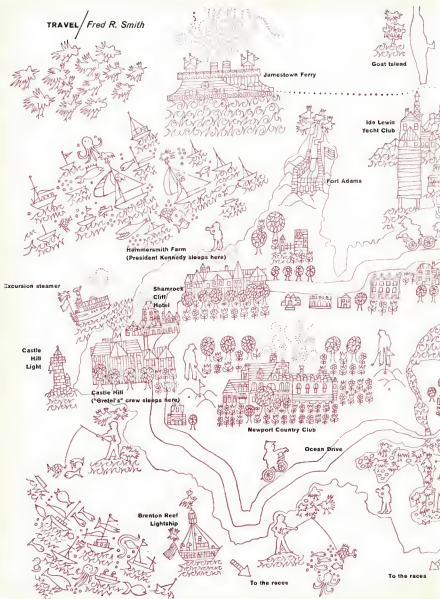 TRAVEL / Fred R. Smith
Goat Island
Jamestown Ferry
Ida Lewis
Yacht Club
Fort Adams
Hammersmith Farm
(President Kennedy sleeps here)
Excursion steamer
Shamrock
Cliff
Hotel
Castle
Hill
Light
Castle Hill
("Gretel's" crew sleeps here)
Newport Country Club
Ocean Drive
Brenton Reef
Lightship
BRENTON
To the races
To the races